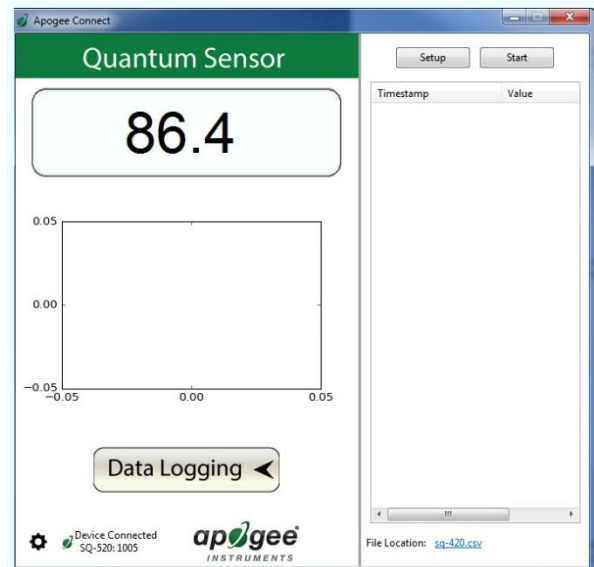 Apogee Connect
Quantum Sensor
86.4
0.05
0.00
−0.05
−0.05 0.00 0.05
Data Logging
Device Connected
SQ-520: 1005
apogee
INSTRUMENTS
Setup Start
Timestamp Value
File Location: sq-420.csv